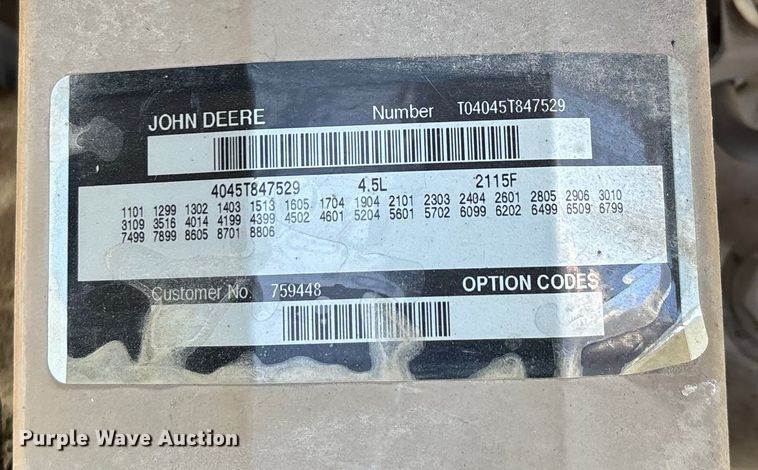 JOHN DEERE Number T04045T847529
4045T847529 4.5L 2115F
1101 1299 1302 1403 1513 1605 1704 1904 2101 2303 2404 2601 2805 2906 3010
3109 3516 4014 4199 4399 4502 4601 5204 5601 5702 6099 6202 6499 6509 6799
7499 7899 8605 8701 8806
Customer No. 759448 OPTION CODES
Purple Wave Auction